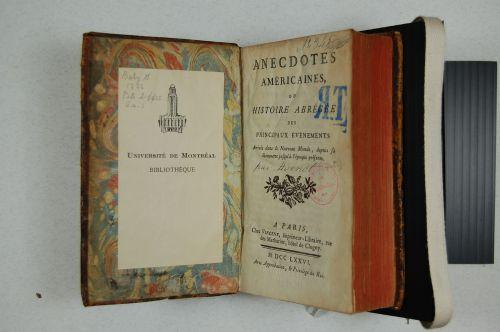 Université de Montréal
BIBLIOTHÈQUE
ANECDOTES
AMÉRICAINES,
OU
HISTOIRE ABRÉGÉE
DES
PRINCIPAUX ÉVENEMENTS
Arrivés dans le Nouveau Monde, depuis sa
découverte jusqu'à l'époque présente.
A PARIS,
Chez VINCENT, Imprimeur-Libraire, rue
des Mathurins, hôtel de Clugny.
M DCC LXXVI.
Avec Approbation, & Privilége du Roi.